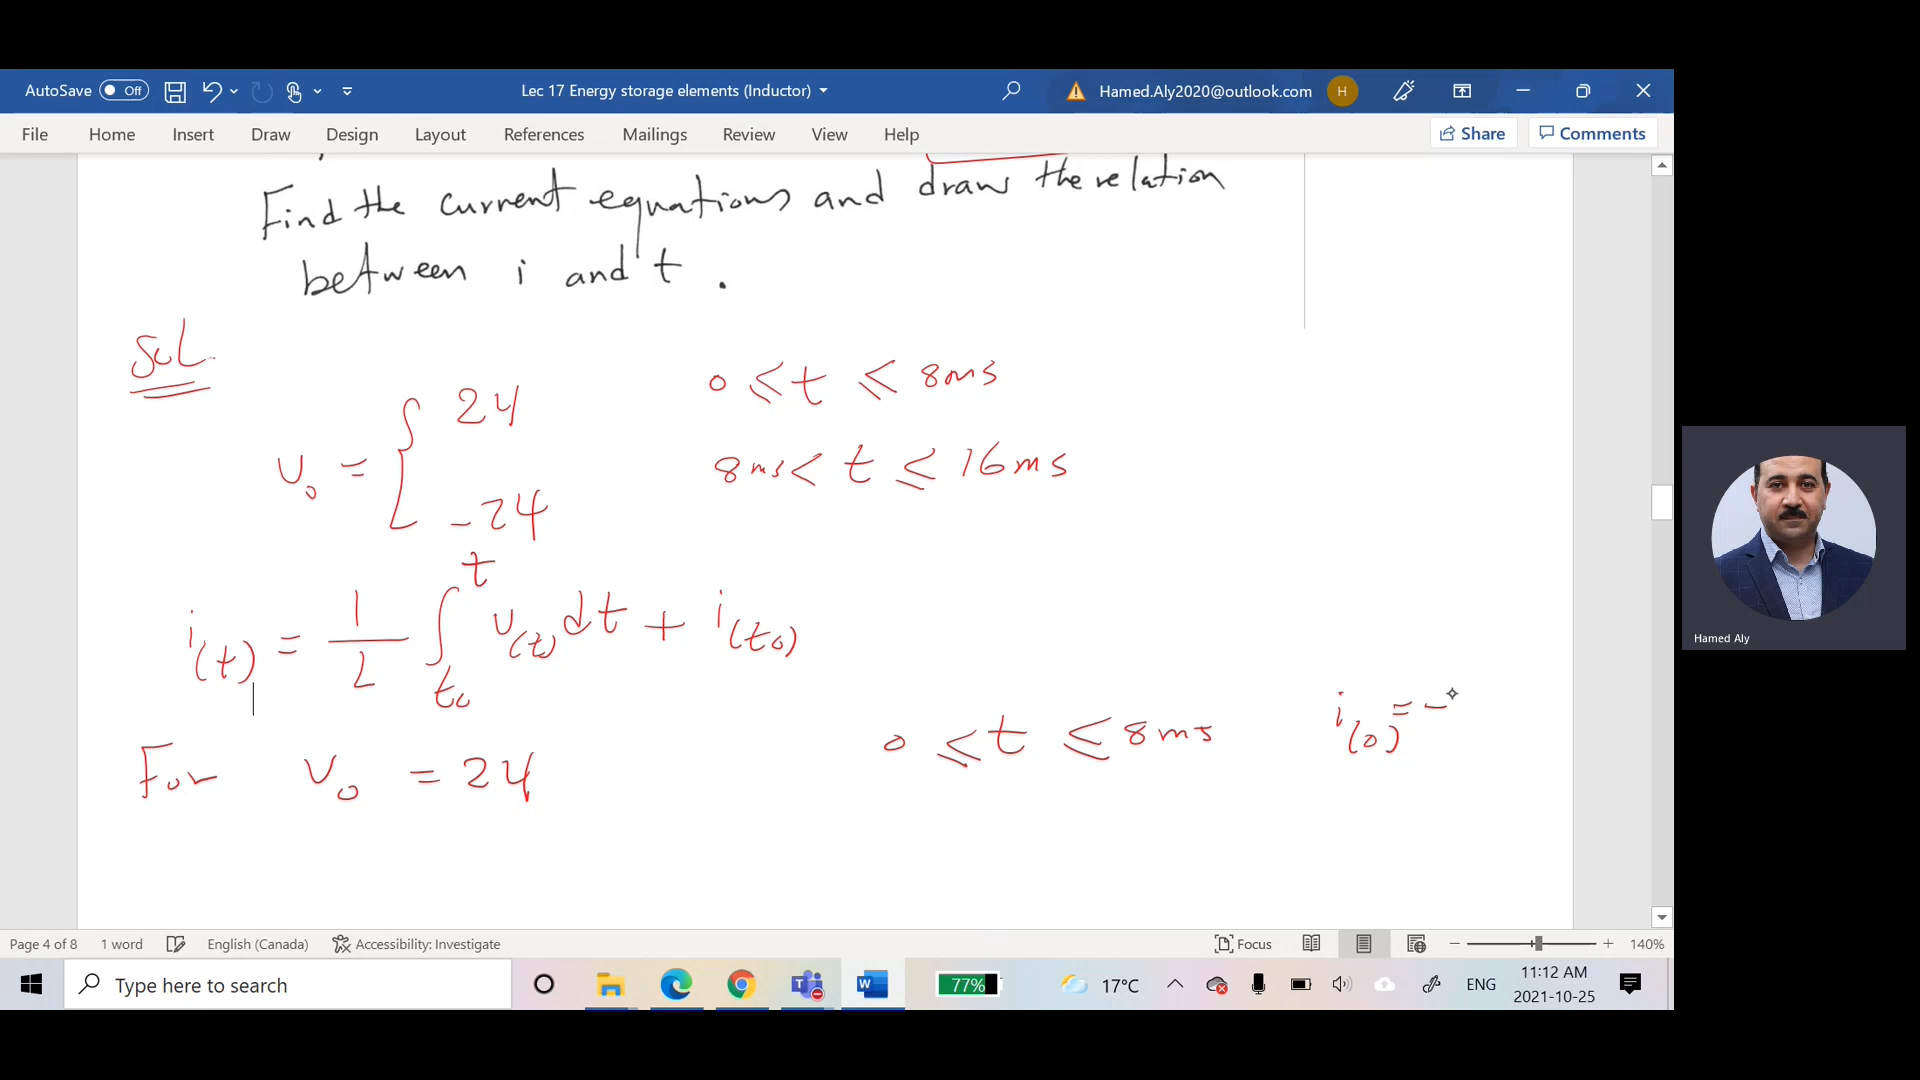 AutoSave Off
Lec 17 Energy storage elements (Inductor)
Hamed.Aly2020@outlook.com H
File Home Insert Draw Design Layout References Mailings Review View Help Share Comments
Find the current equations and draw the relation
between i and t .
Sol
v₀ = { 24 0 ≤ t ≤ 8ms
-24 8ms < t ≤ 16ms
i(t) = 1/L ∫_{t₀}^{t} v(t) dt + i(t₀)
For v₀ = 24 0 ≤ t ≤ 8ms i(0) = -
Hamed Aly
Page 4 of 8 1 word English (Canada) Accessibility: Investigate Focus 140%
Type here to search 77% 17°C ENG 11:12 AM
2021-10-25